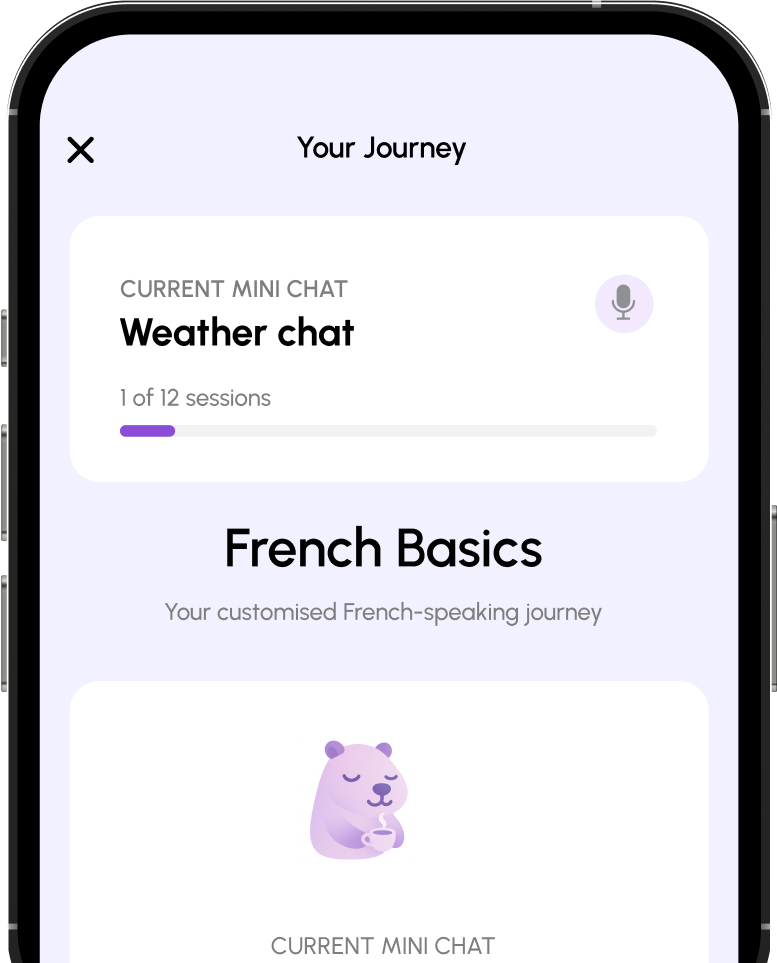 Your Journey
CURRENT MINI CHAT
Weather chat
1 of 12 sessions
French Basics
Your customised French-speaking journey
CURRENT MINI CHAT